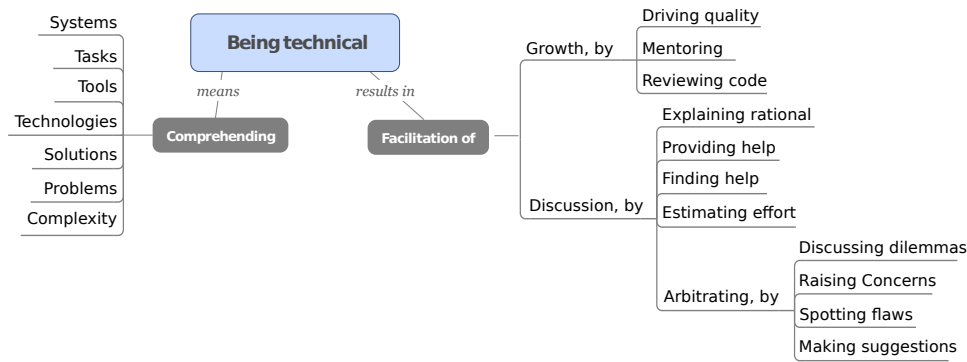 Being technical
means
results in
Comprehending
Systems
Tasks
Tools
Technologies
Solutions
Problems
Complexity
Facilitation of
Growth, by
Driving quality
Mentoring
Reviewing code
Discussion, by
Explaining rational
Providing help
Finding help
Estimating effort
Arbitrating, by
Discussing dilemmas
Raising Concerns
Spotting flaws
Making suggestions